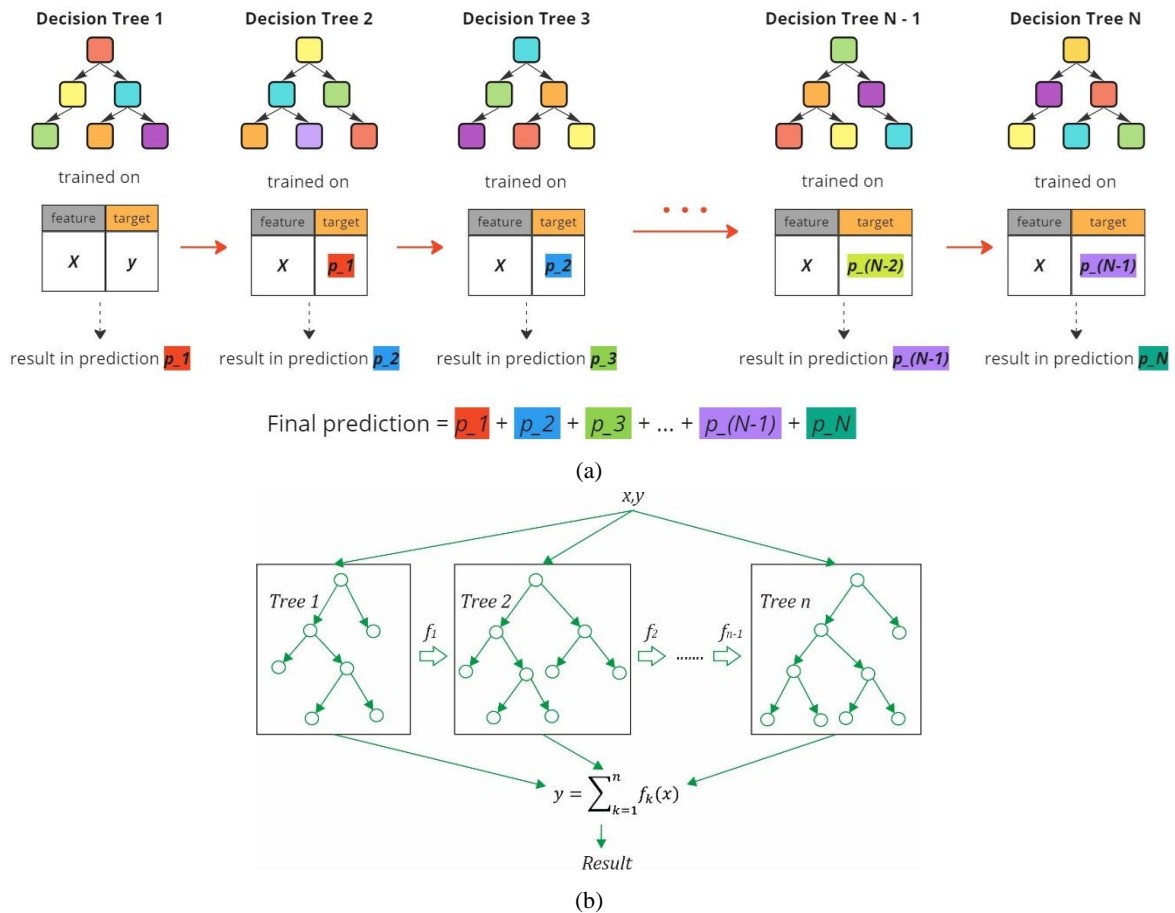 Decision Tree 1 Decision Tree 2 Decision Tree 3 Decision Tree N - 1 Decision Tree N
trained on trained on trained on trained on trained on
feature target feature target feature target feature target feature target
X y X p_1 X p_2 X p_(N-2) X p_(N-1)
• • •
result in prediction p_1 result in prediction p_2 result in prediction p_3 result in prediction p_(N-1) result in prediction p_N
Final prediction = p_1 + p_2 + p_3 + ... + p_(N-1) + p_N
(a)
x,y
Tree 1 Tree 2 Tree n
f₁ f₂ ....... fₙ₋₁
y = ∑ₖ₌₁ⁿ fₖ(x)
Result
(b)